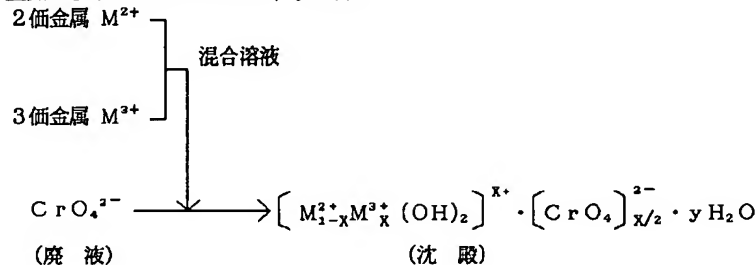 2価金属 M²⁺
混合溶液
3価金属 M³⁺
CrO₄²⁻ [M²⁺₁₋ₓM³⁺ₓ(OH)₂]ˣ⁺・[CrO₄]²⁻ₓ/₂・yH₂O
(廃 液) (沈 殿)